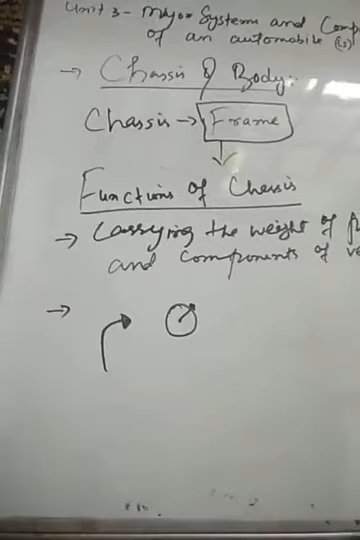 Unit 3 - Major System and Comp
of an automobile (s)
→ Chassis & Body:
Chassis → Frame
Functions of Chassis
→ Carrying the weight of
and components of ve
→